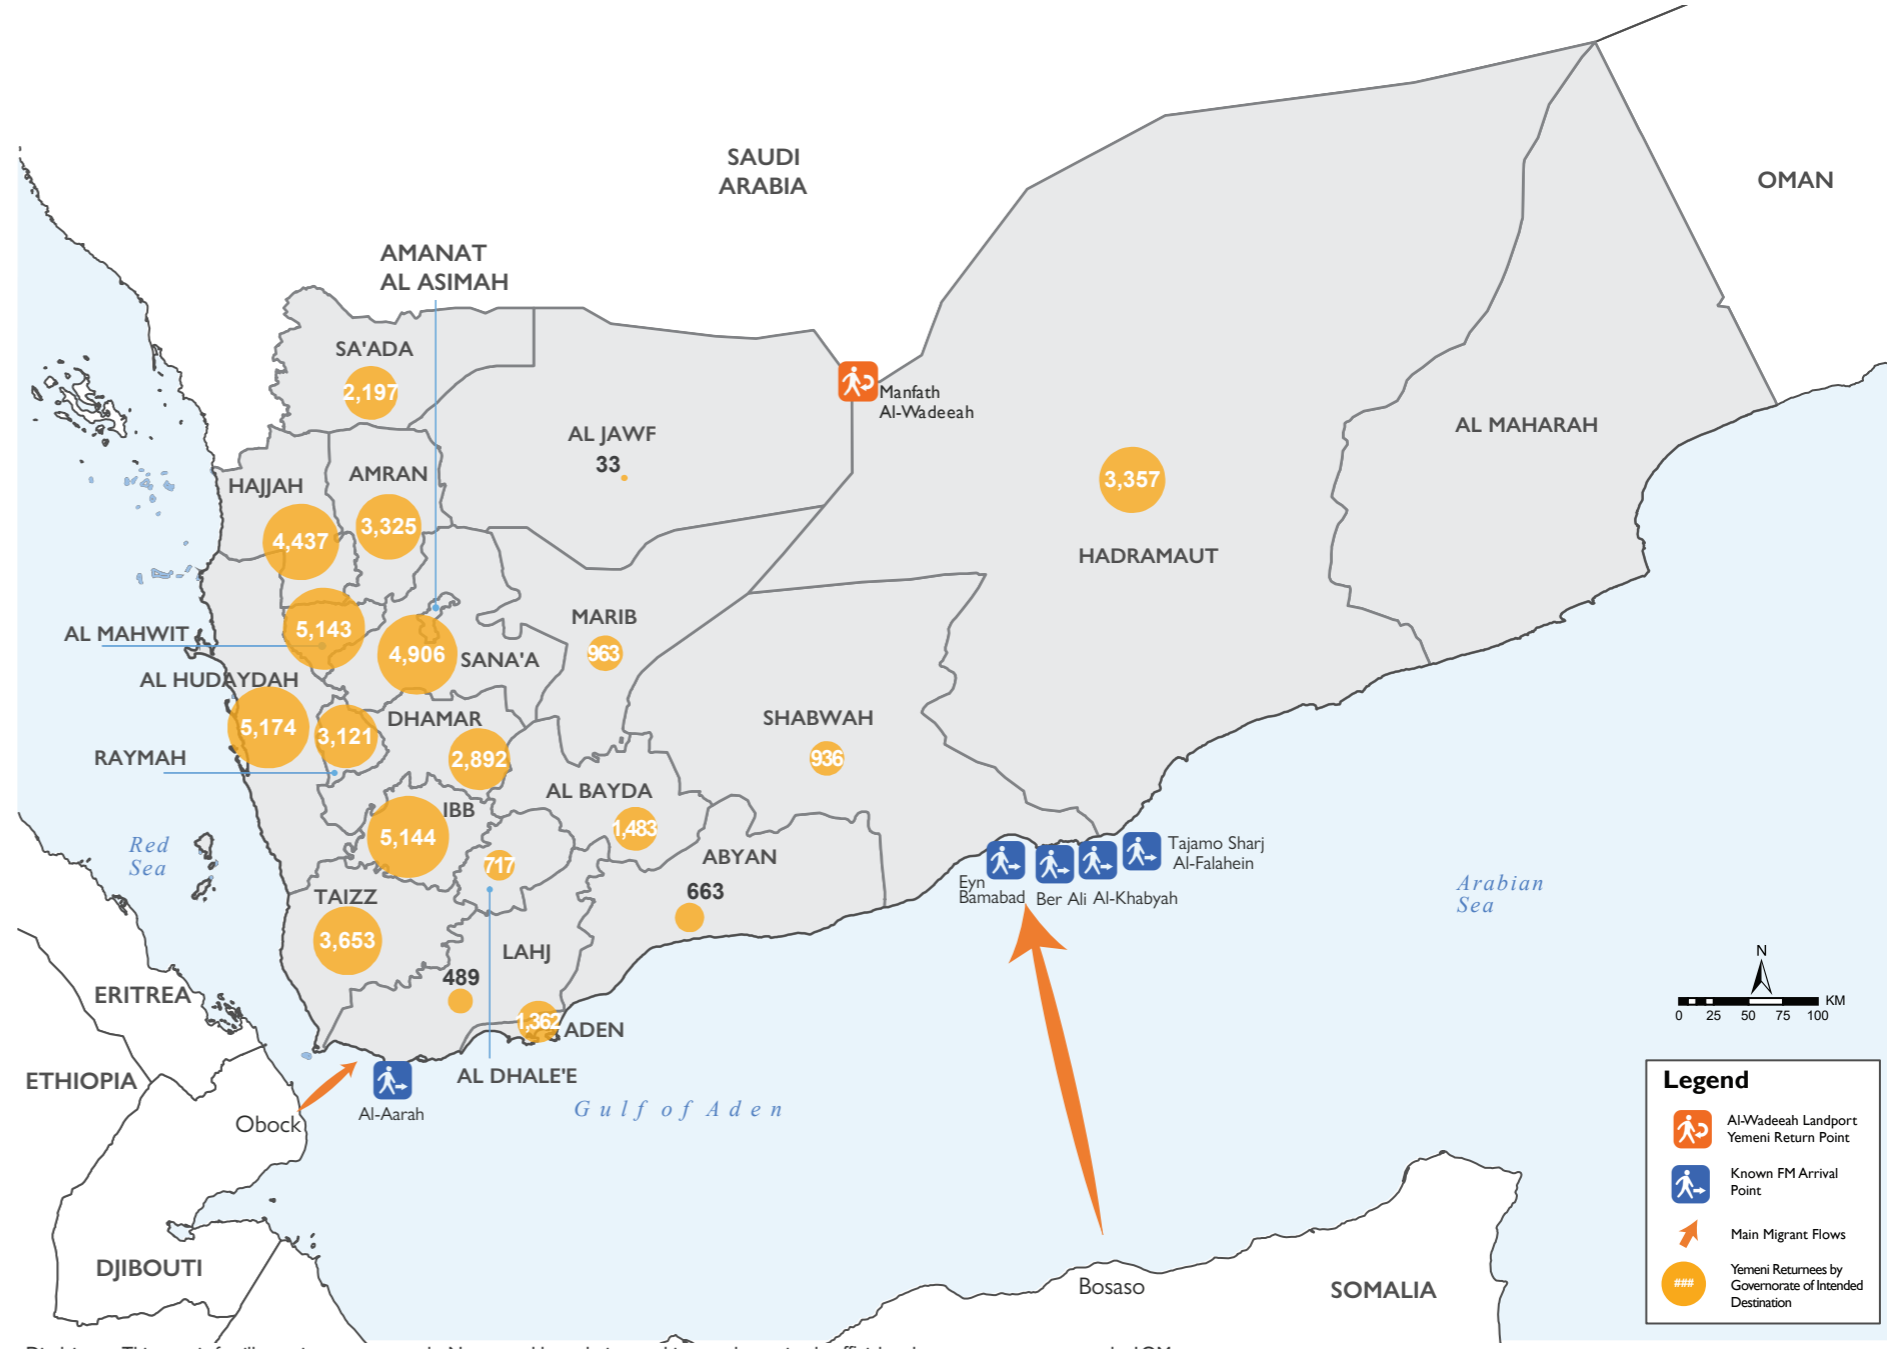 SAUDI
ARABIA
OMAN
AMANAT
AL ASIMAH
SA'ADA
2,197
Manfath
Al-Wadeeah
AL JAWF
33
AL MAHARAH
HAJJAH
AMRAN
3,357
4,437
3,325
HADRAMAUT
MARIB
963
AL MAHWIT
5,143
4,906
SANA'A
AL HUDAYDAH
5,174
3,121
DHAMAR
2,892
SHABWAH
936
RAYMAH
AL BAYDA
1,483
IBB
5,144
717
ABYAN
663
Red
Sea
Tajamo Sharj
Al-Falahein
Eyn
Bamabad
Ber Ali
Al-Khabyah
Arabian
Sea
TAIZZ
3,653
LAHJ
489
1,362
ADEN
ERITREA
N
KM
0 25 50 75 100
ETHIOPIA
AL DHALE'E
Obock
Al-Aarah
Gulf of Aden
DJIBOUTI
Bosaso
SOMALIA
Legend
Al-Wadeeah Landport
Yemeni Return Point
Known FM Arrival
Point
Main Migrant Flows
###
Yemeni Returnees by
Governorate of Intended
Destination